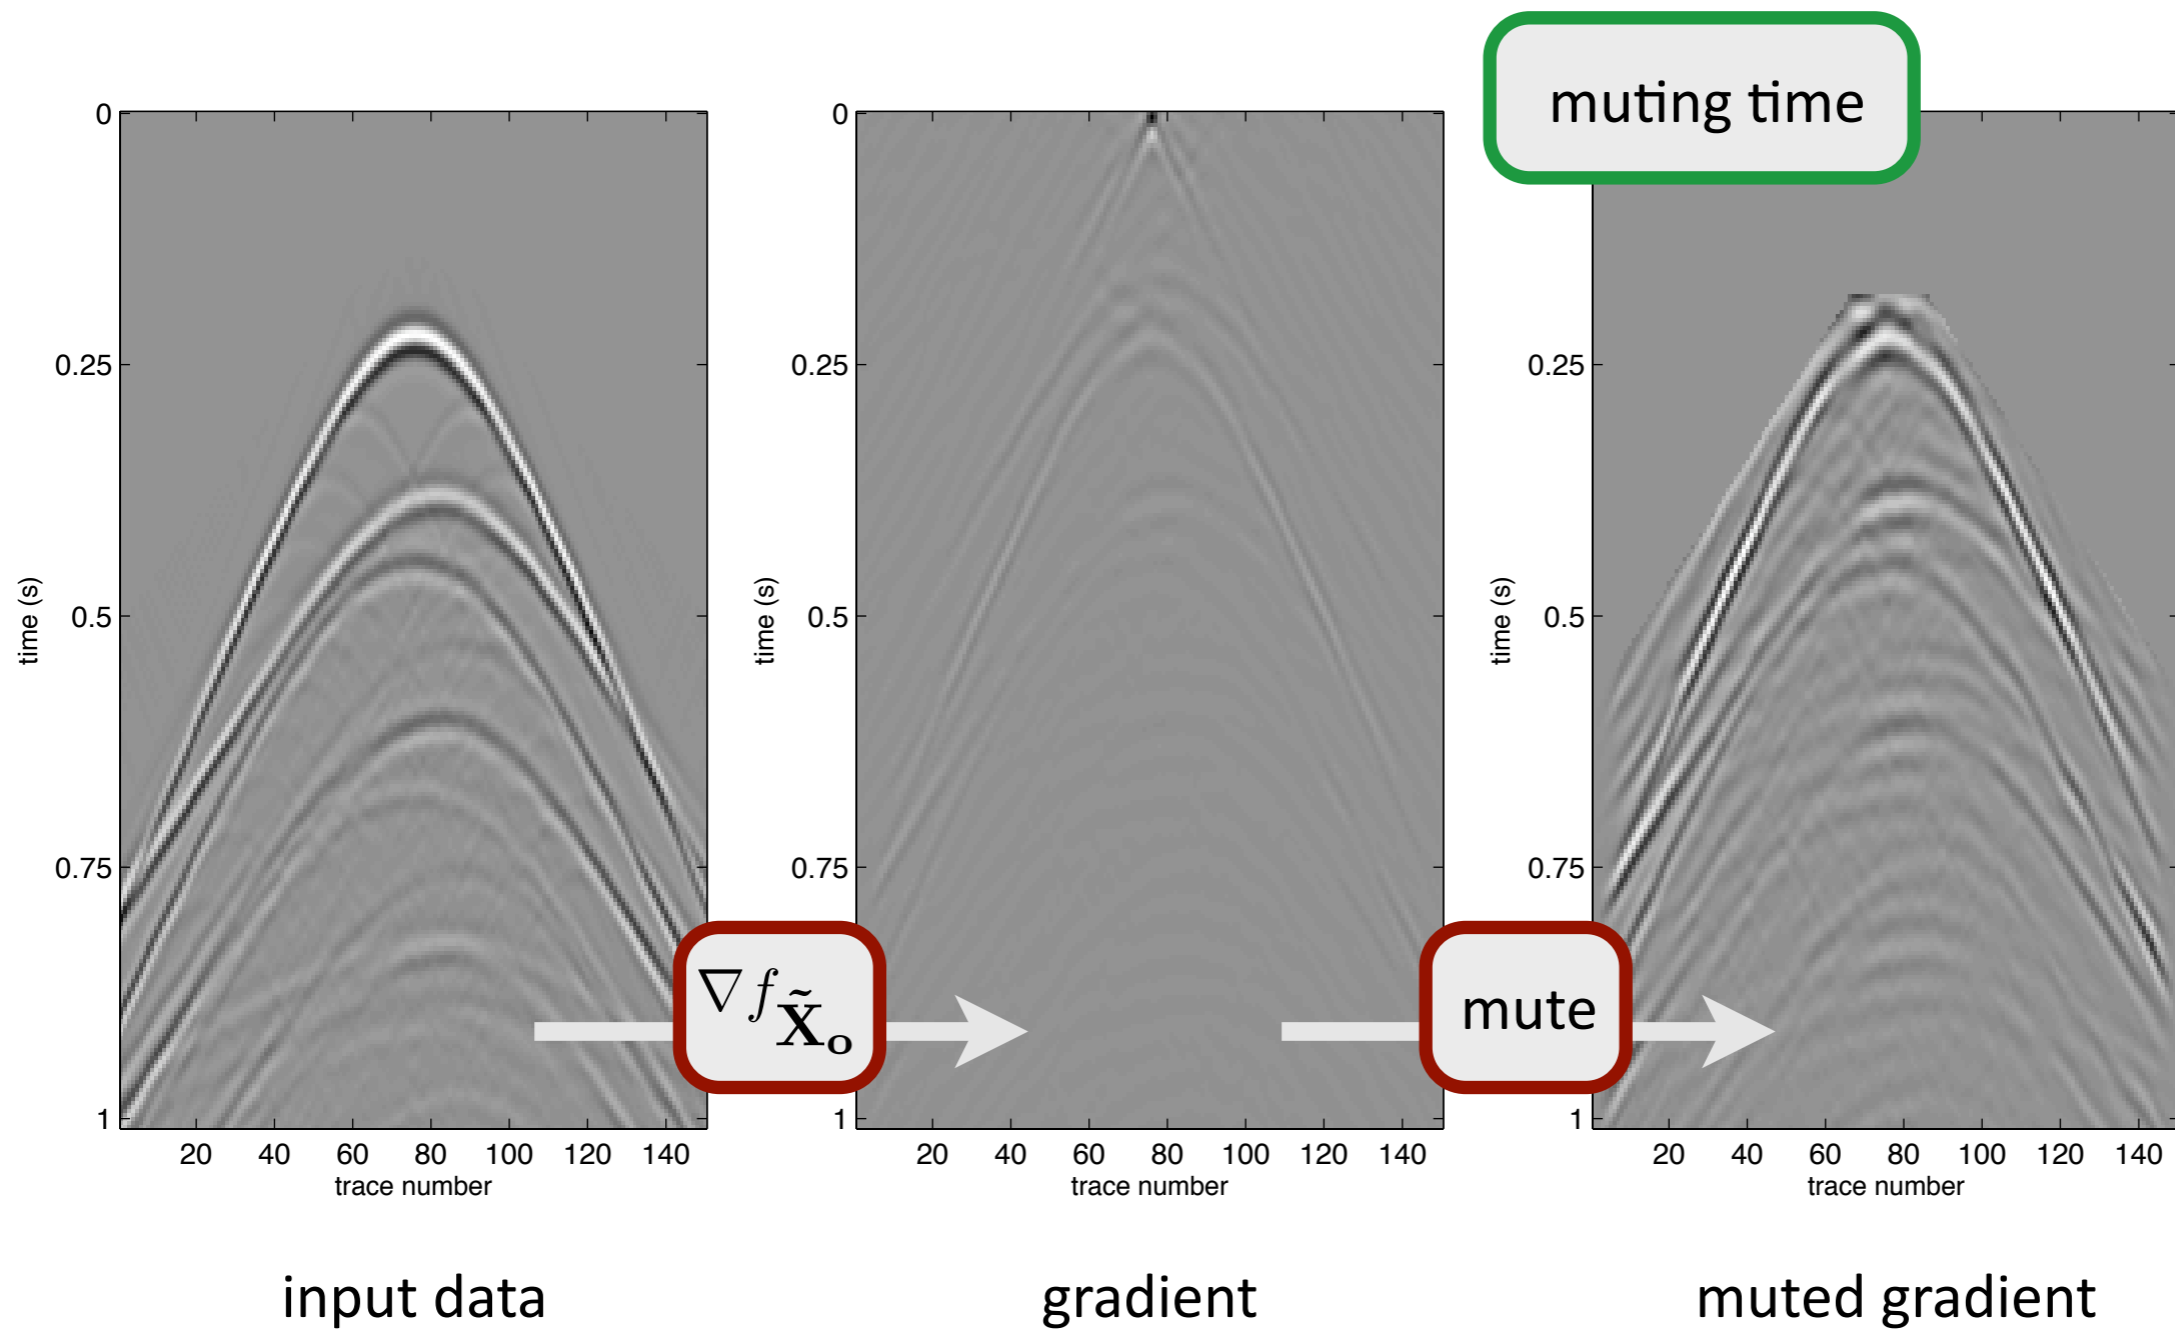 muting time
0
0.25
0.5
0.75
1
time (s)
20 40 60 80 100 120 140
trace number
input data
∇f X̃o
0
0.25
0.5
0.75
1
time (s)
20 40 60 80 100 120 140
trace number
gradient
mute
0.25
0.5
0.75
1
time (s)
20 40 60 80 100 120 140
trace number
muted gradient